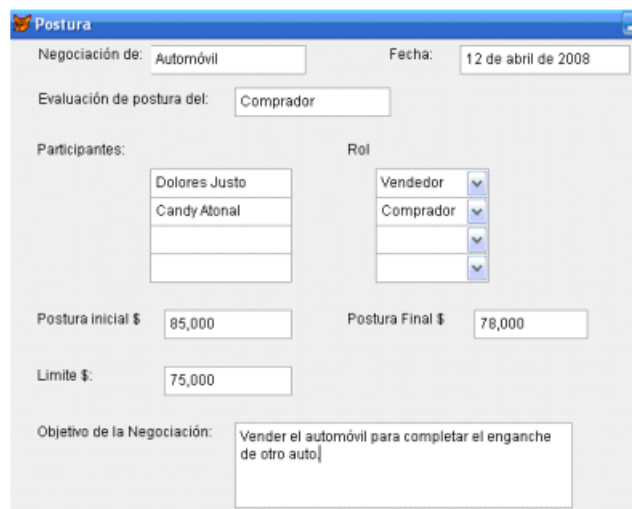 Postura
Negociación de: Automóvil Fecha: 12 de abril de 2008
Evaluación de postura del: Comprador
Participantes: Rol
Dolores Justo Vendedor
Candy Atonal Comprador
Postura inicial $ 85,000 Postura Final $ 78,000
Limite $: 75,000
Objetivo de la Negociación: Vender el automóvil para completar el enganche
de otro auto.